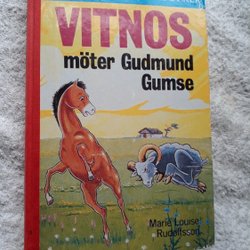 VITNOS
möter Gudmund
Gumse
Marie Louise
Rudolfsson